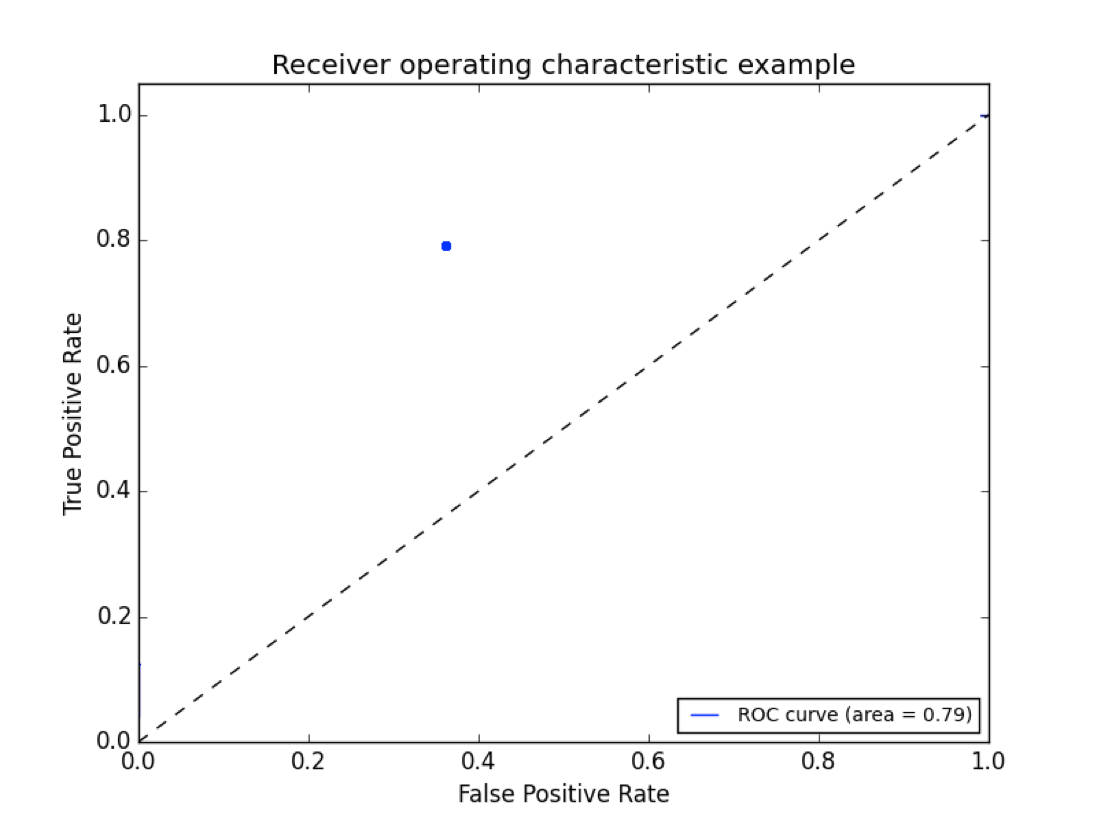 Receiver operating characteristic example
1.0
0.8
0.6
0.4
0.2
0.0
True Positive Rate
0.0 0.2 0.4 0.6 0.8 1.0
False Positive Rate
ROC curve (area = 0.79)